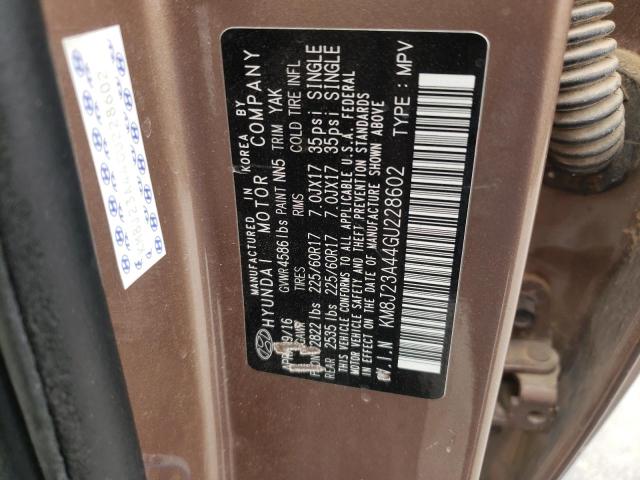 MANUFACTURED IN KOREA BY
HYUNDAI MOTOR COMPANY
GVWR 4586 lbs PAINT NN5 TRIM YAK
TIRES RIMS COLD TIRE INFL
2822 lbs 225/60R17 7.0JX17 35psi SINGLE
REAR 2535 lbs 225/60R17 7.0JX17 35psi SINGLE
THIS VEHICLE CONFORMS TO ALL APPLICABLE U.S.A. FEDERAL
MOTOR VEHICLE SAFETY AND THEFT PREVENTION STANDARDS
IN EFFECT ON THE DATE OF MANUFACTURE SHOWN ABOVE
V.I.N KM8J23A44GU228602 TYPE : MPV